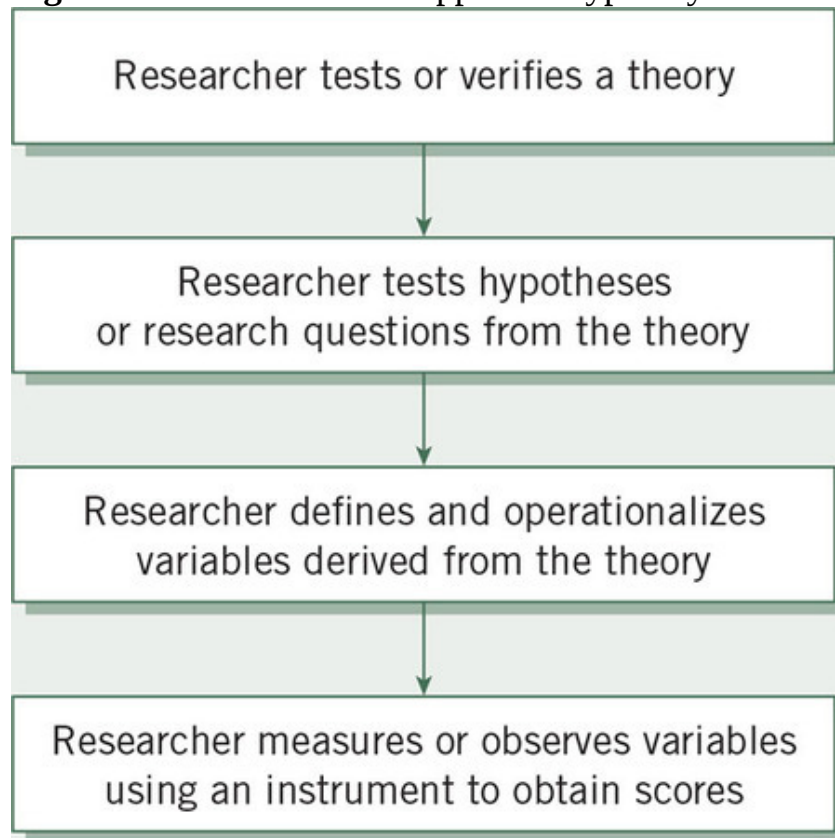 Researcher tests or verifies a theory
Researcher tests hypotheses
or research questions from the theory
Researcher defines and operationalizes
variables derived from the theory
Researcher measures or observes variables
using an instrument to obtain scores